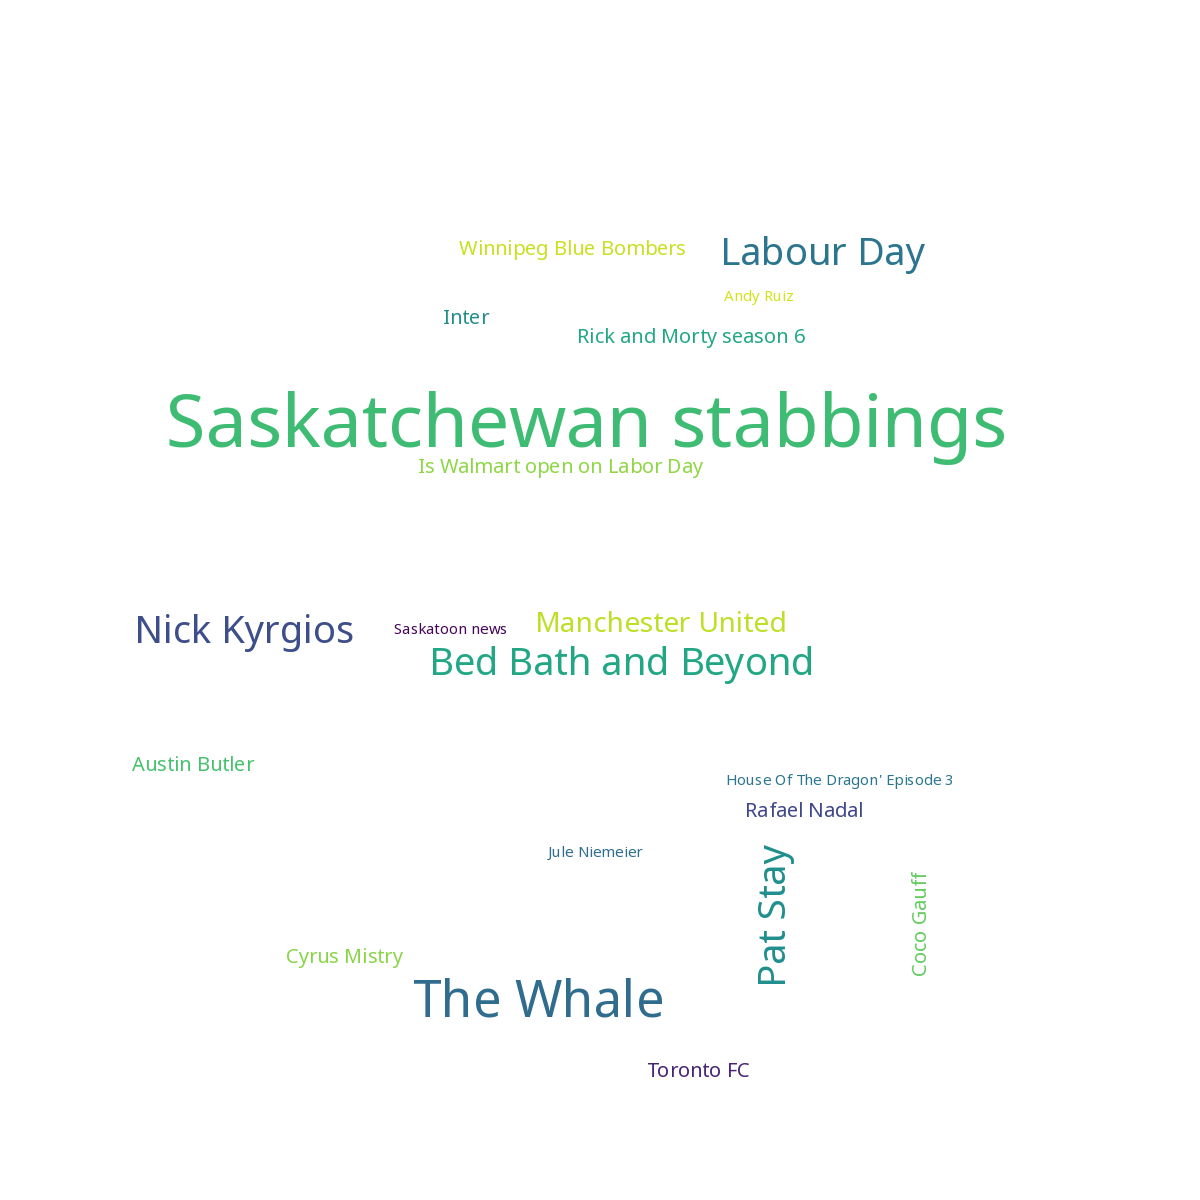 Winnipeg Blue Bombers
Labour Day
Andy Ruiz
Inter
Rick and Morty season 6
Saskatchewan stabbings
Is Walmart open on Labor Day
Nick Kyrgios
Saskatoon news
Manchester United
Bed Bath and Beyond
Austin Butler
House Of The Dragon' Episode 3
Rafael Nadal
Jule Niemeier
Pat Stay
Coco Gauff
Cyrus Mistry
The Whale
Toronto FC